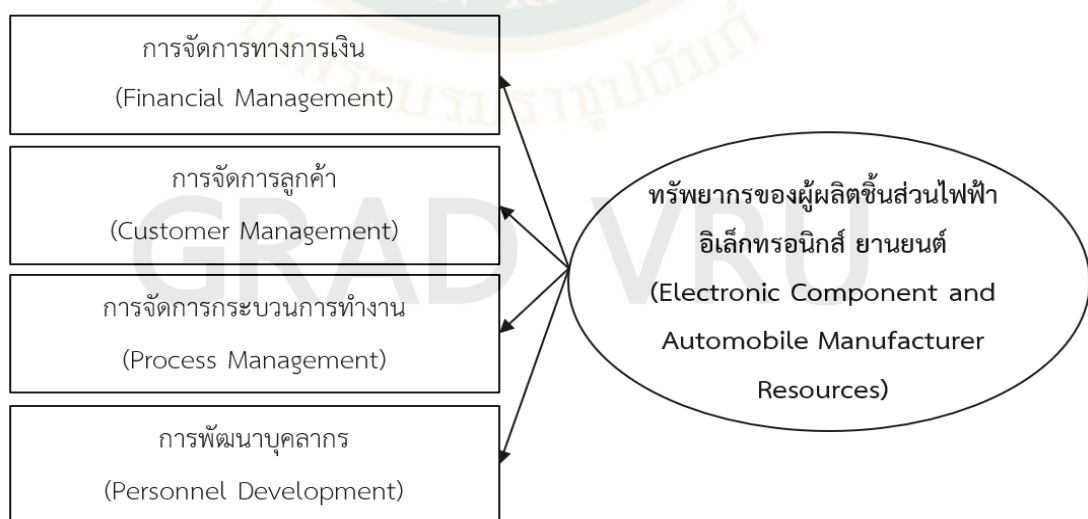 การจัดการทางการเงิน
(Financial Management)
การจัดการลูกค้า
(Customer Management)
การจัดการกระบวนการทำงาน
(Process Management)
การพัฒนาบุคลากร
(Personnel Development)
ทรัพยากรของผู้ผลิตชิ้นส่วนไฟฟ้า
อิเล็กทรอนิกส์ ยานยนต์
(Electronic Component and
Automobile Manufacturer
Resources)
GRAD VRU